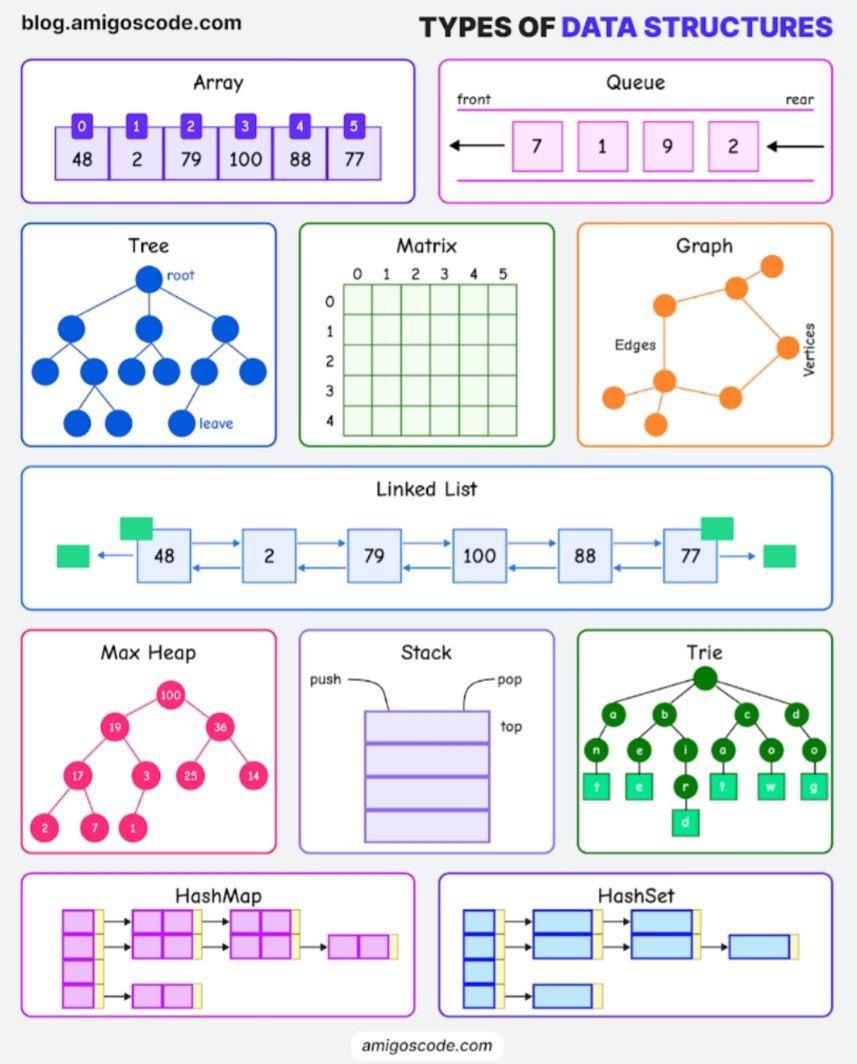 blog.amigoscode.com
TYPES OF DATA STRUCTURES
Array
0 1 2 3 4 5
48 2 79 100 88 77
Queue
front rear
7 1 9 2
Tree
root
leave
Matrix
0 1 2 3 4 5
0
1
2
3
4
Graph
Edges
Vertices
Linked List
48 2 79 100 88 77
Max Heap
100
19 36
17 3 25 14
2 7 1
Stack
push pop
top
Trie
a b c d
n e i a o o
t e r t w g
d
HashMap
HashSet
amigoscode.com